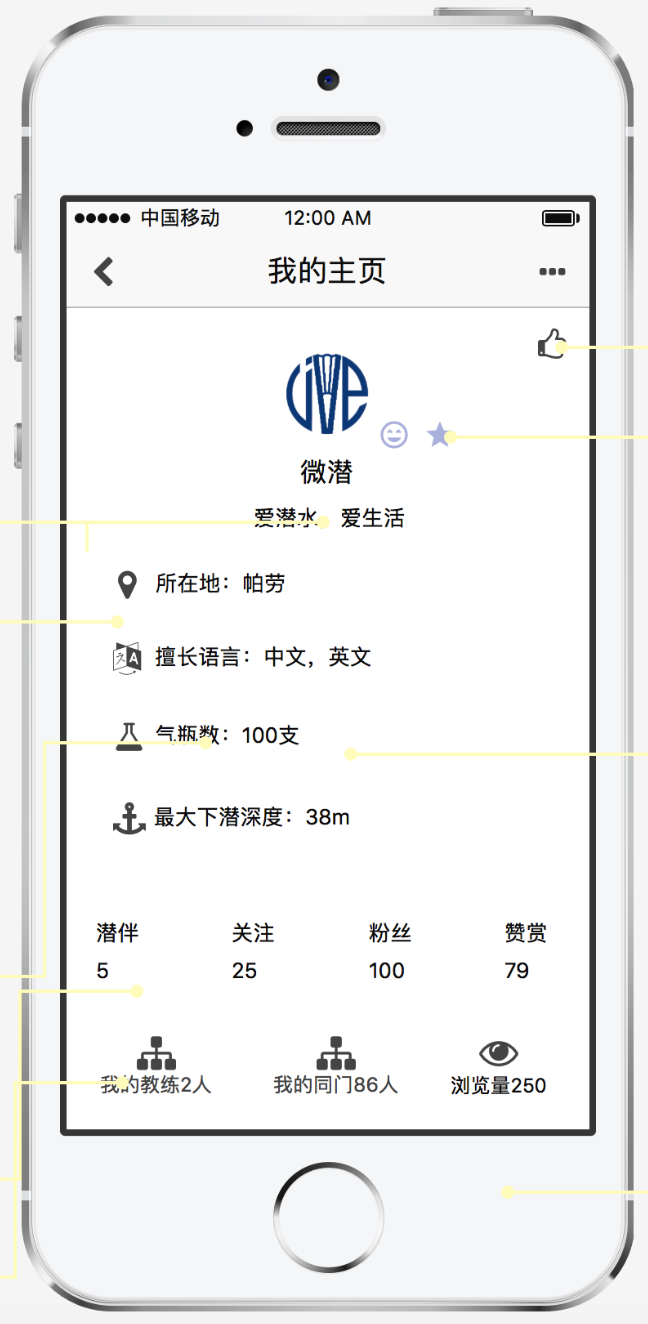 中国移动 12:00 AM
我的主页
LiVe
微潜
爱潜水 爱生活
所在地：帕劳
文 A
擅长语言：中文，英文
气瓶数：100支
最大下潜深度：38m
潜伴 关注 粉丝 赞赏
5 25 100 79
我的教练2人 我的同门86人 浏览量250